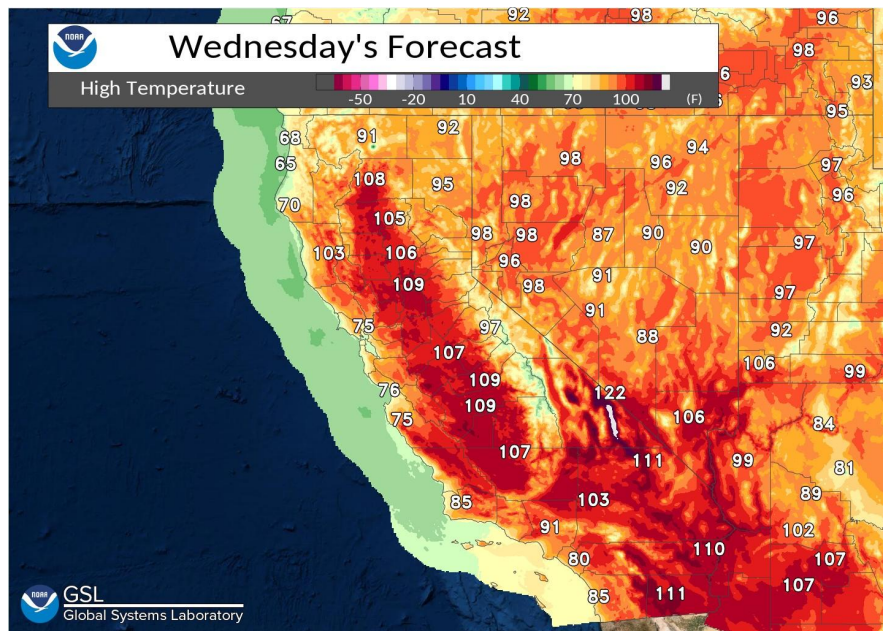 67 92 98 96
NOAA
Wednesday's Forecast
98
High Temperature
-50 -20 10 40 70 100 (F)
93
95
68 91 92
94
65 98 96 97
108 95 92 96
70 98
105
103 106 98 98 87 90 90 97
96
109 98 91
97
91
75 97 88 92
107 106 99
109
76 122
109 106 84
75
107 111 99 81
85 103 89
91 102
80 110 107
85 111 107
NOAA
GSL
Global Systems Laboratory